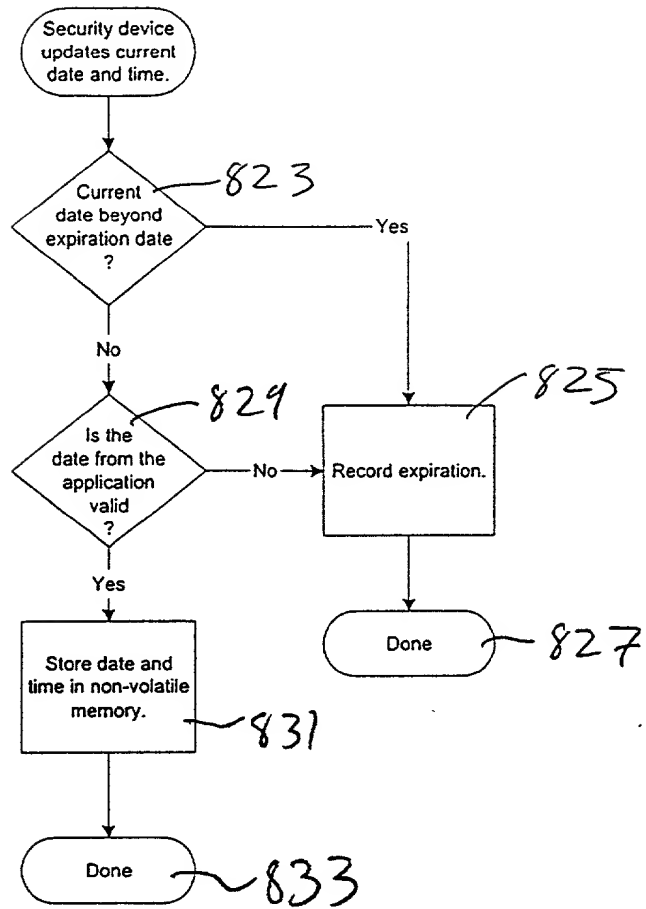 Security device
updates current
date and time.
823
Current
date beyond
expiration date
?
Yes
No
829
825
Is the
date from the
application
valid
?
No
Record expiration.
Yes
Done
827
Store date and
time in non-volatile
memory.
831
Done
833